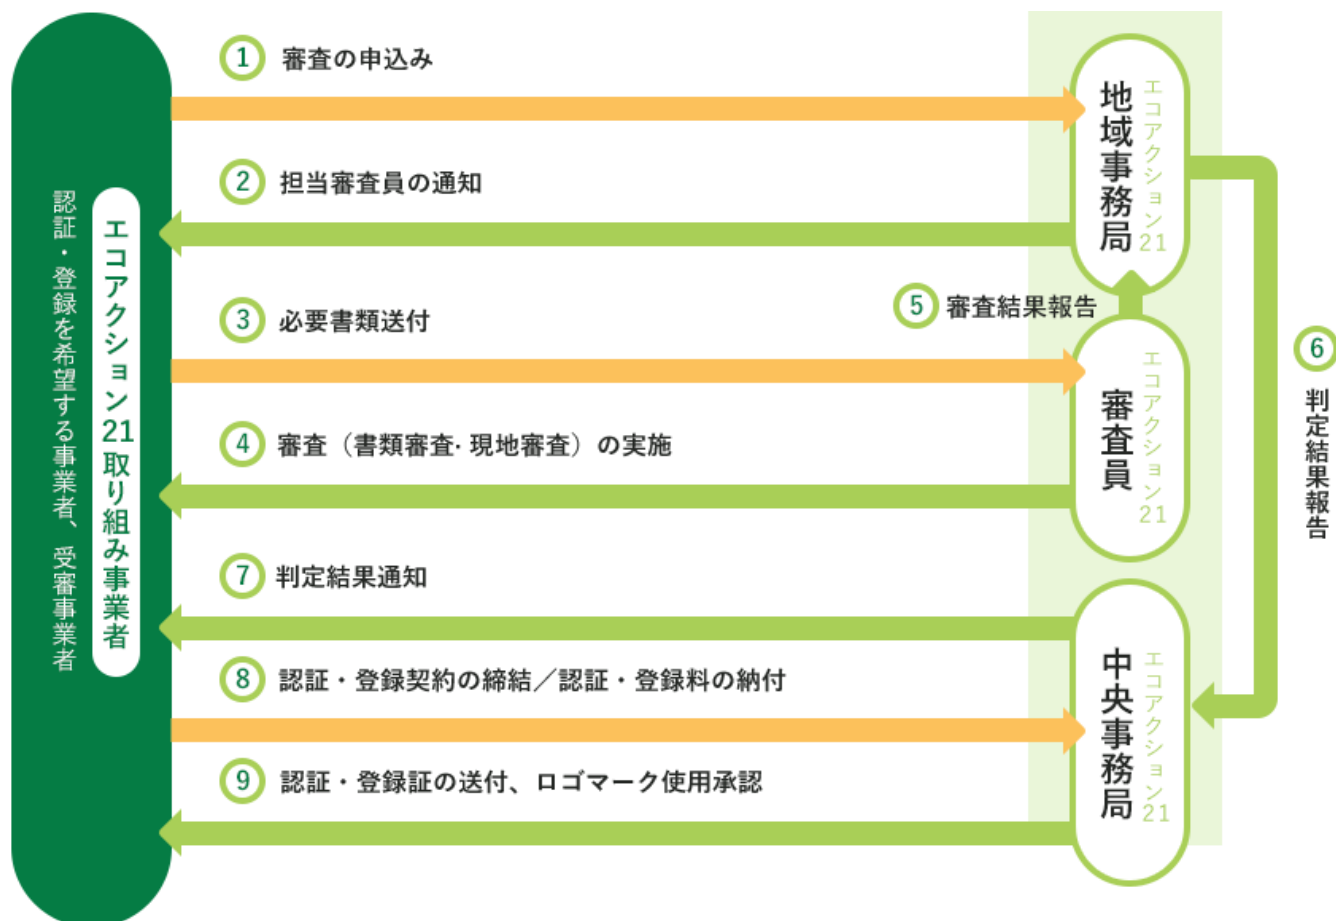 認証・登録を希望する事業者、受審事業者
エコアクション21取り組み事業者
① 審査の申込み
② 担当審査員の通知
③ 必要書類送付
④ 審査（書類審査・現地審査）の実施
⑤ 審査結果報告
⑥ 判定結果報告
⑦ 判定結果通知
⑧ 認証・登録契約の締結／認証・登録料の納付
⑨ 認証・登録証の送付、ロゴマーク使用承認
エコアクション21
地域事務局
エコアクション21
審査員
エコアクション21
中央事務局